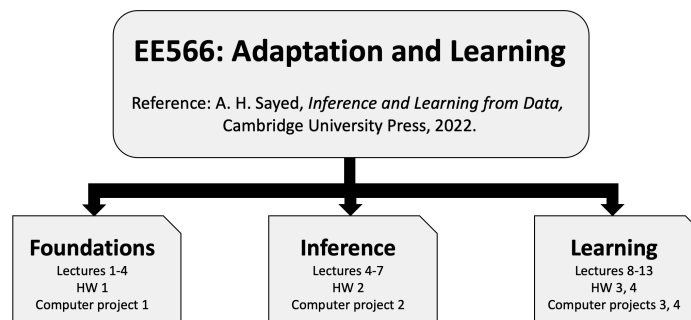 EE566: Adaptation and Learning
Reference: A. H. Sayed, Inference and Learning from Data,
Cambridge University Press, 2022.
Foundations
Lectures 1-4
HW 1
Computer project 1
Inference
Lectures 4-7
HW 2
Computer project 2
Learning
Lectures 8-13
HW 3, 4
Computer projects 3, 4